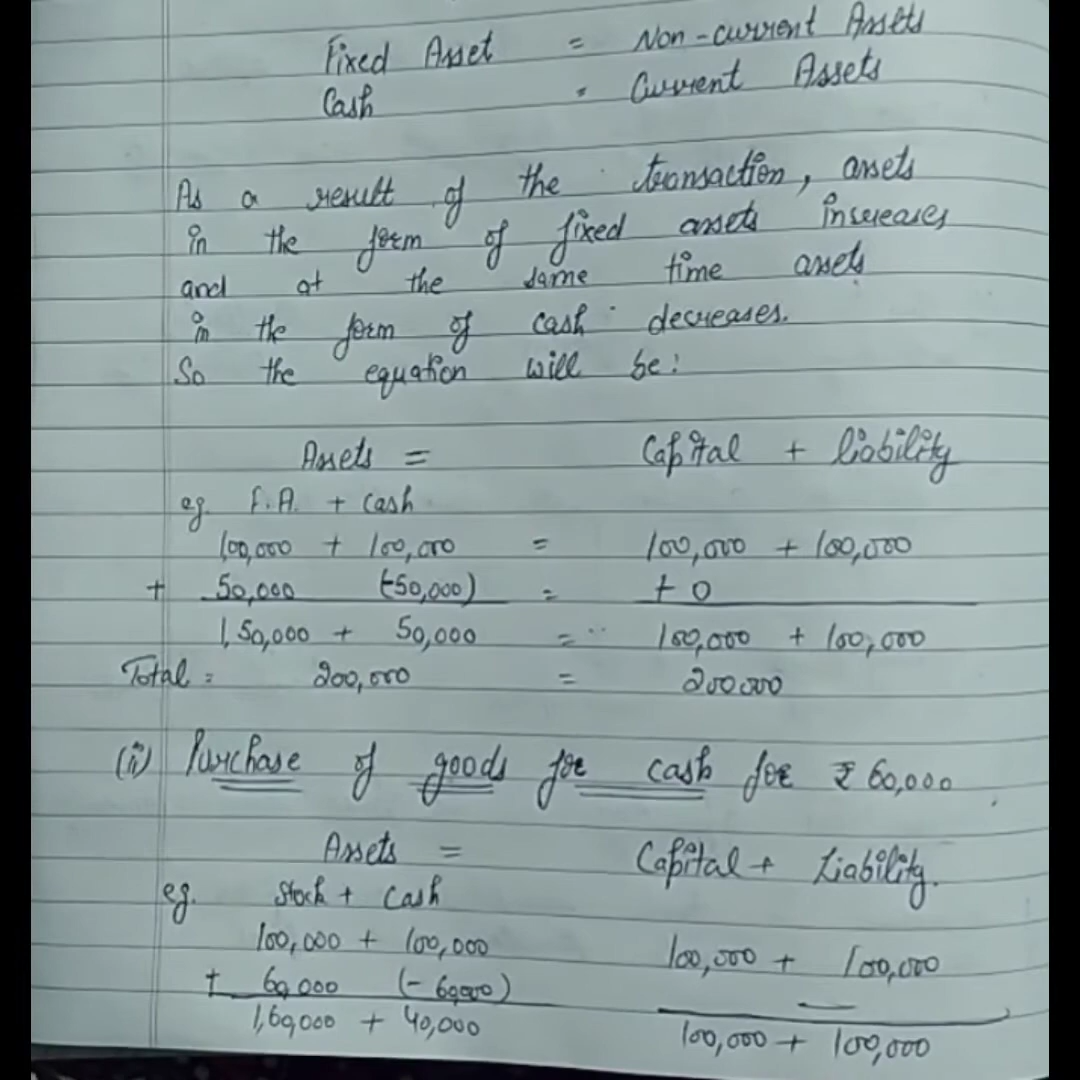 Fixed Asset = Non-current Assets
Cash = Current Assets
As a result of the transaction, assets
in the form of fixed assets increases
and at the same time assets
in the form of cash decreases.
So the equation will be:
Assets = Capital + liability
eg. F.A. + cash
100,000 + 100,000 = 100,000 + 100,000
+ 50,000 (-50,000) = + 0
1,50,000 + 50,000 = 100,000 + 100,000
Total = 200,000 = 200000
(ii) Purchase of goods for cash for ₹ 60,000
Assets = Capital + Liability.
eg. Stock + Cash
100,000 + 100,000 100,000 + 100,000
+ 60,000 (- 60,000) —
1,60,000 + 40,000 100,000 + 100,000